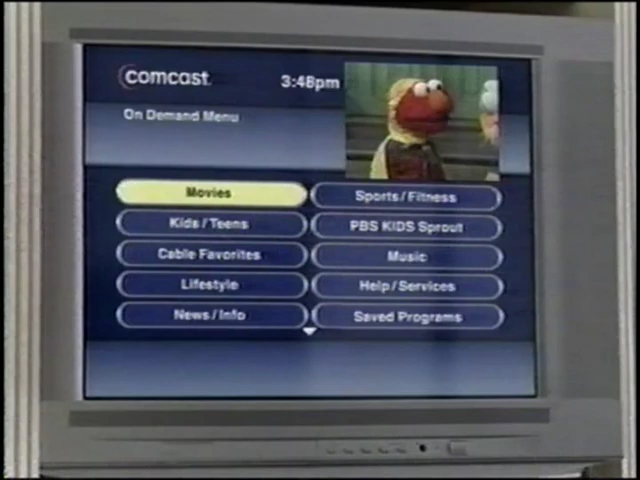 comcast.
3:48pm
On Demand Menu
Movies
Sports/Fitness
Kids/Teens
PBS KIDS Sprout
Cable Favorites
Music
Lifestyle
Help/Services
News/Info
Saved Programs